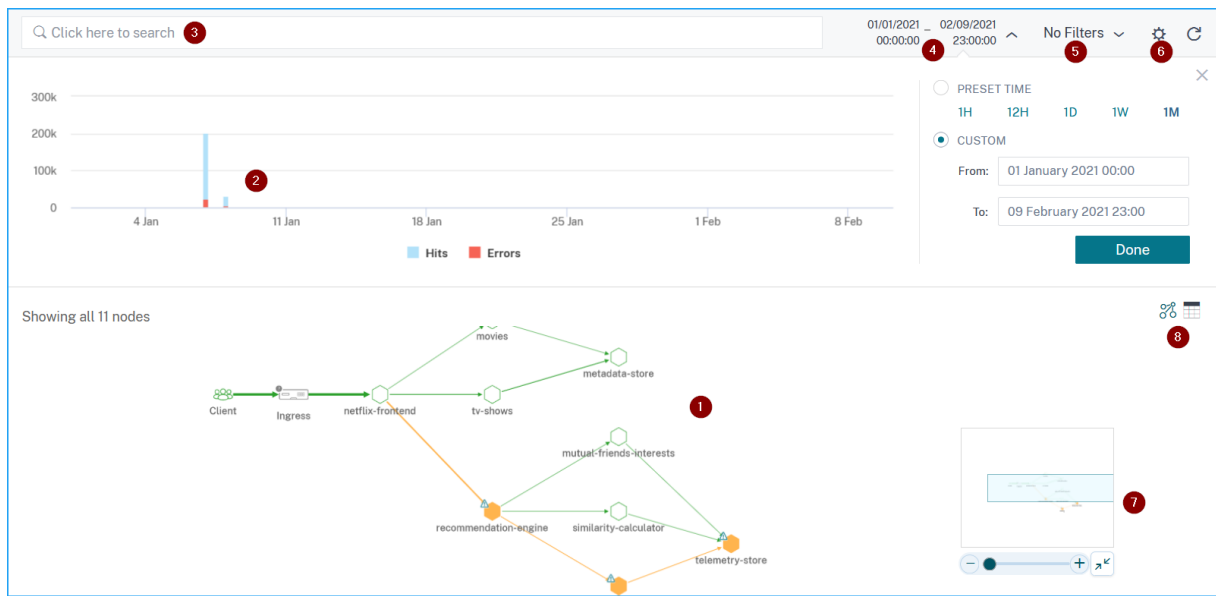 Click here to search 3
01/01/2021 – 02/09/2021
00:00:00 23:00:00
4
No Filters
5
6
300k
200k
100k
0
2
4 Jan 11 Jan 18 Jan 25 Jan 1 Feb 8 Feb
Hits Errors
PRESET TIME
1H 12H 1D 1W 1M
CUSTOM
From: 01 January 2021 00:00
To: 09 February 2021 23:00
Done
Showing all 11 nodes
8
movies
metadata-store
Client
Ingress
netflix-frontend
tv-shows
1
mutual-friends-interests
recommendation-engine
similarity-calculator
telemetry-store
7